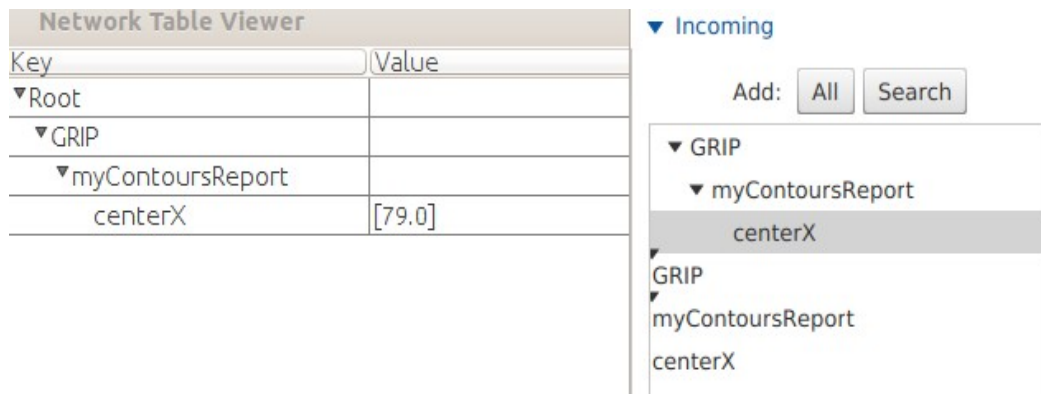 Network Table Viewer
Key Value
Root
GRIP
myContoursReport
centerX [79.0]
Incoming
Add: All Search
GRIP
myContoursReport
centerX
GRIP
myContoursReport
centerX